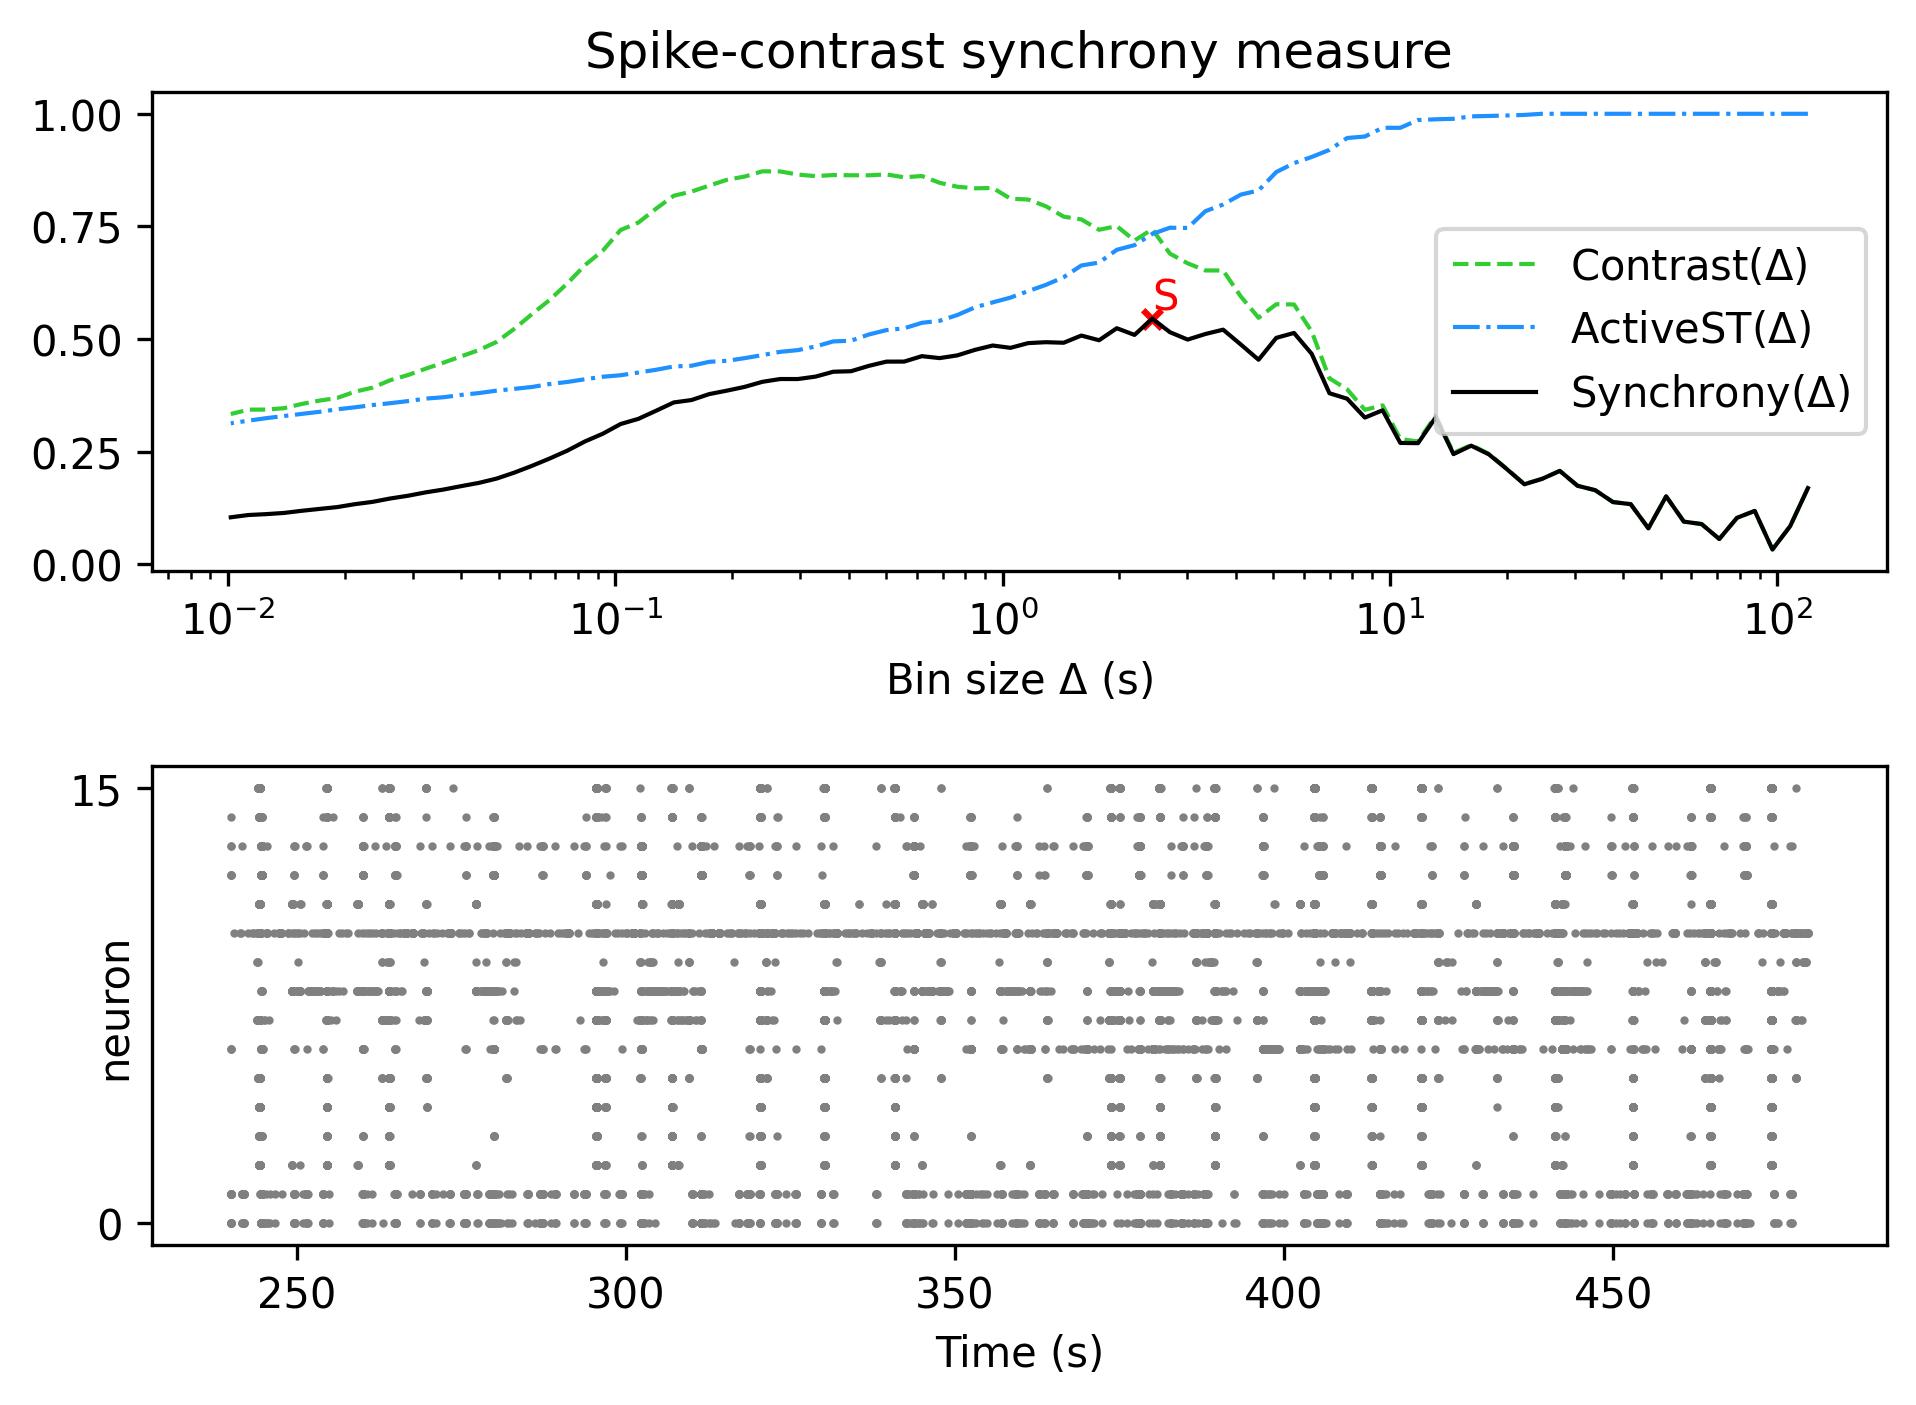 Spike-contrast synchrony measure
1.00
0.75
0.50
0.25
0.00
S
Contrast(Δ)
ActiveST(Δ)
Synchrony(Δ)
10⁻² 10⁻¹ 10⁰ 10¹ 10²
Bin size Δ (s)
15
0
neuron
250 300 350 400 450
Time (s)